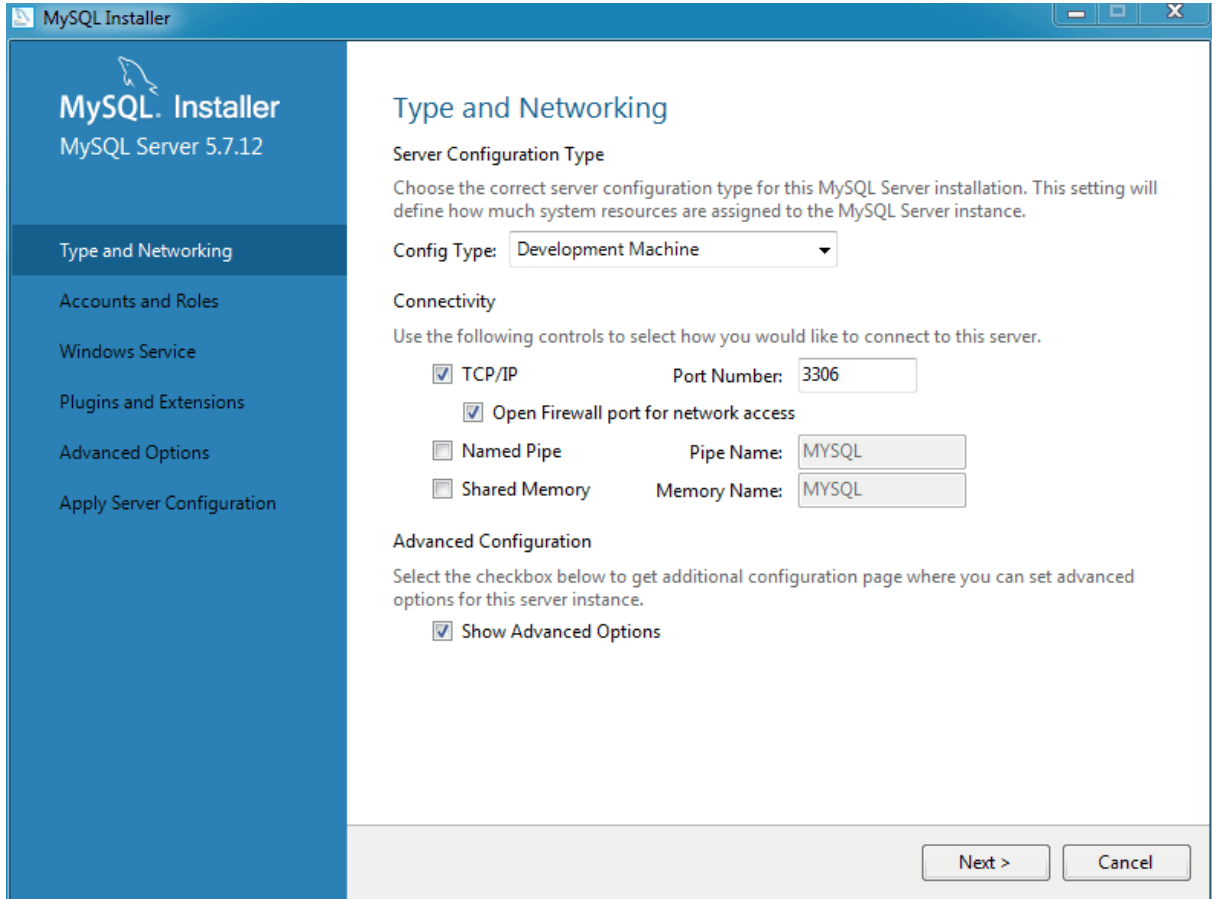 MySQL Installer
MySQL. Installer
MySQL Server 5.7.12
Type and Networking
Accounts and Roles
Windows Service
Plugins and Extensions
Advanced Options
Apply Server Configuration
Type and Networking
Server Configuration Type
Choose the correct server configuration type for this MySQL Server installation. This setting will
define how much system resources are assigned to the MySQL Server instance.
Config Type: Development Machine
Connectivity
Use the following controls to select how you would like to connect to this server.
TCP/IP Port Number: 3306
Open Firewall port for network access
Named Pipe Pipe Name: MYSQL
Shared Memory Memory Name: MYSQL
Advanced Configuration
Select the checkbox below to get additional configuration page where you can set advanced
options for this server instance.
Show Advanced Options
Next > Cancel